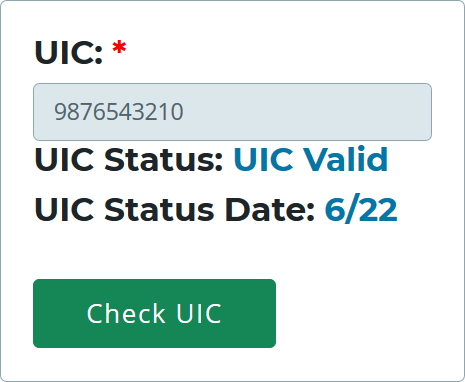 UIC: *
9876543210
UIC Status: UIC Valid
UIC Status Date: 6/22
Check UIC